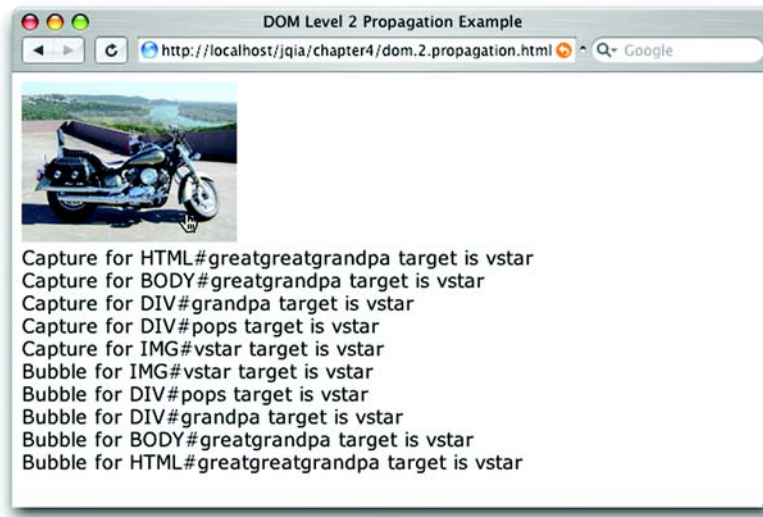 DOM Level 2 Propagation Example
http://localhost/jqia/chapter4/dom.2.propagation.html
Google
Capture for HTML#greatgreatgrandpa target is vstar
Capture for BODY#greatgrandpa target is vstar
Capture for DIV#grandpa target is vstar
Capture for DIV#pops target is vstar
Capture for IMG#vstar target is vstar
Bubble for IMG#vstar target is vstar
Bubble for DIV#pops target is vstar
Bubble for DIV#grandpa target is vstar
Bubble for BODY#greatgrandpa target is vstar
Bubble for HTML#greatgreatgrandpa target is vstar